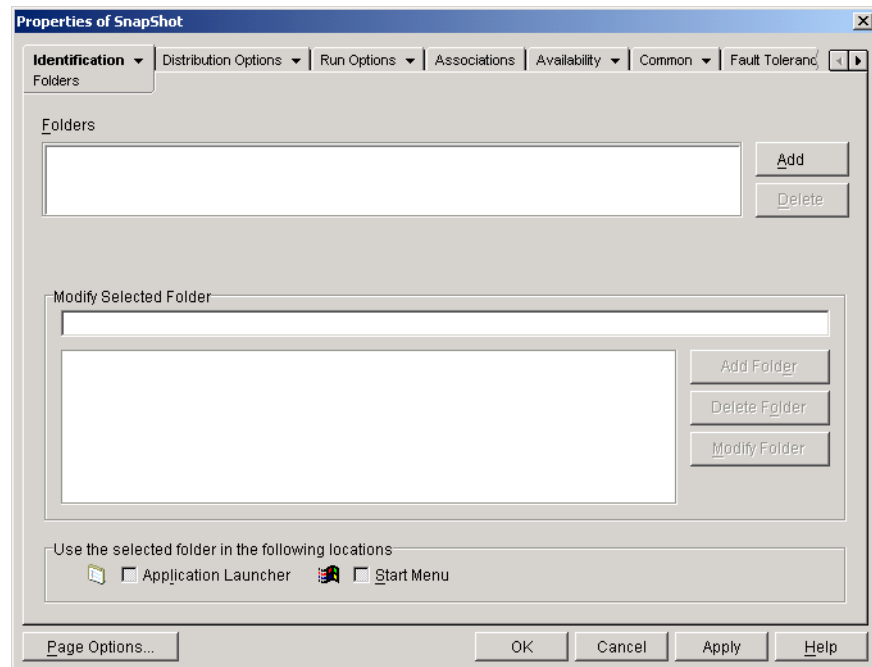 Properties of SnapShot
Identification Distribution Options Run Options Associations Availability Common Fault Toleranc
Folders
Folders
Add
Delete
Modify Selected Folder
Add Folder
Delete Folder
Modify Folder
Use the selected folder in the following locations
Application Launcher Start Menu
Page Options... OK Cancel Apply Help